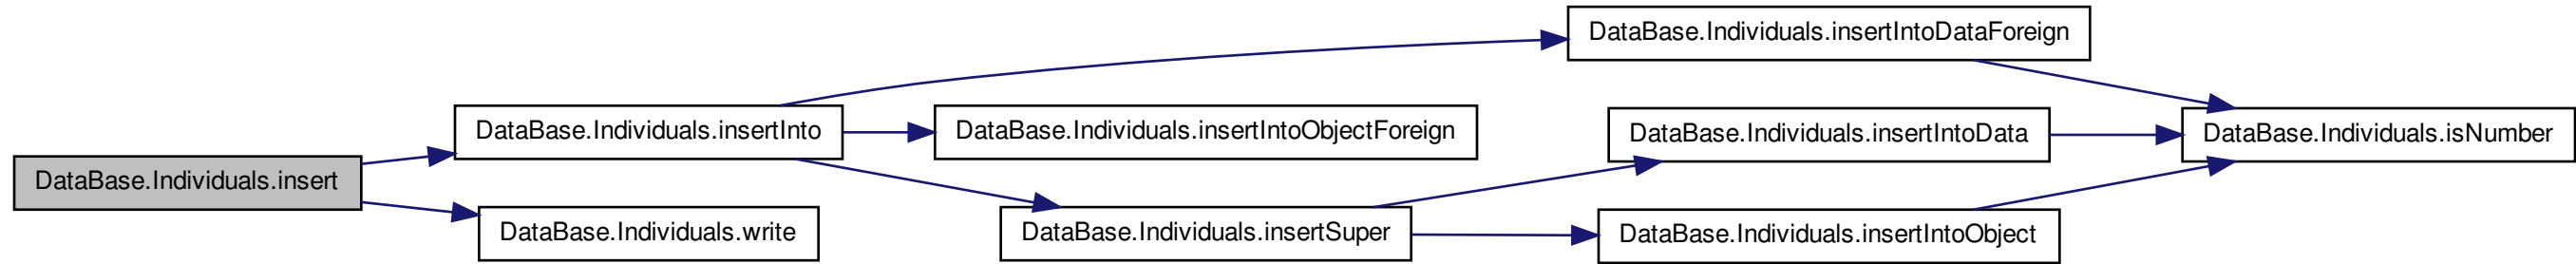 DataBase.Individuals.insert
DataBase.Individuals.insertInto
DataBase.Individuals.write
DataBase.Individuals.insertIntoObjectForeign
DataBase.Individuals.insertSuper
DataBase.Individuals.insertIntoDataForeign
DataBase.Individuals.insertIntoData
DataBase.Individuals.insertIntoObject
DataBase.Individuals.isNumber